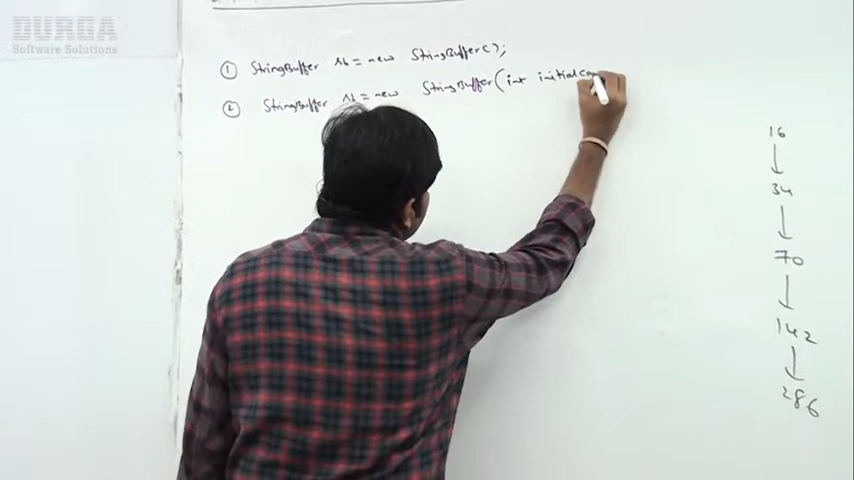 DURGA
Software Solutions
① StringBuffer sb = new StringBuffer();
② StringBuffer sb = new StringBuffer(int initialcap
16
↓
34
↓
70
↓
142
↓
286